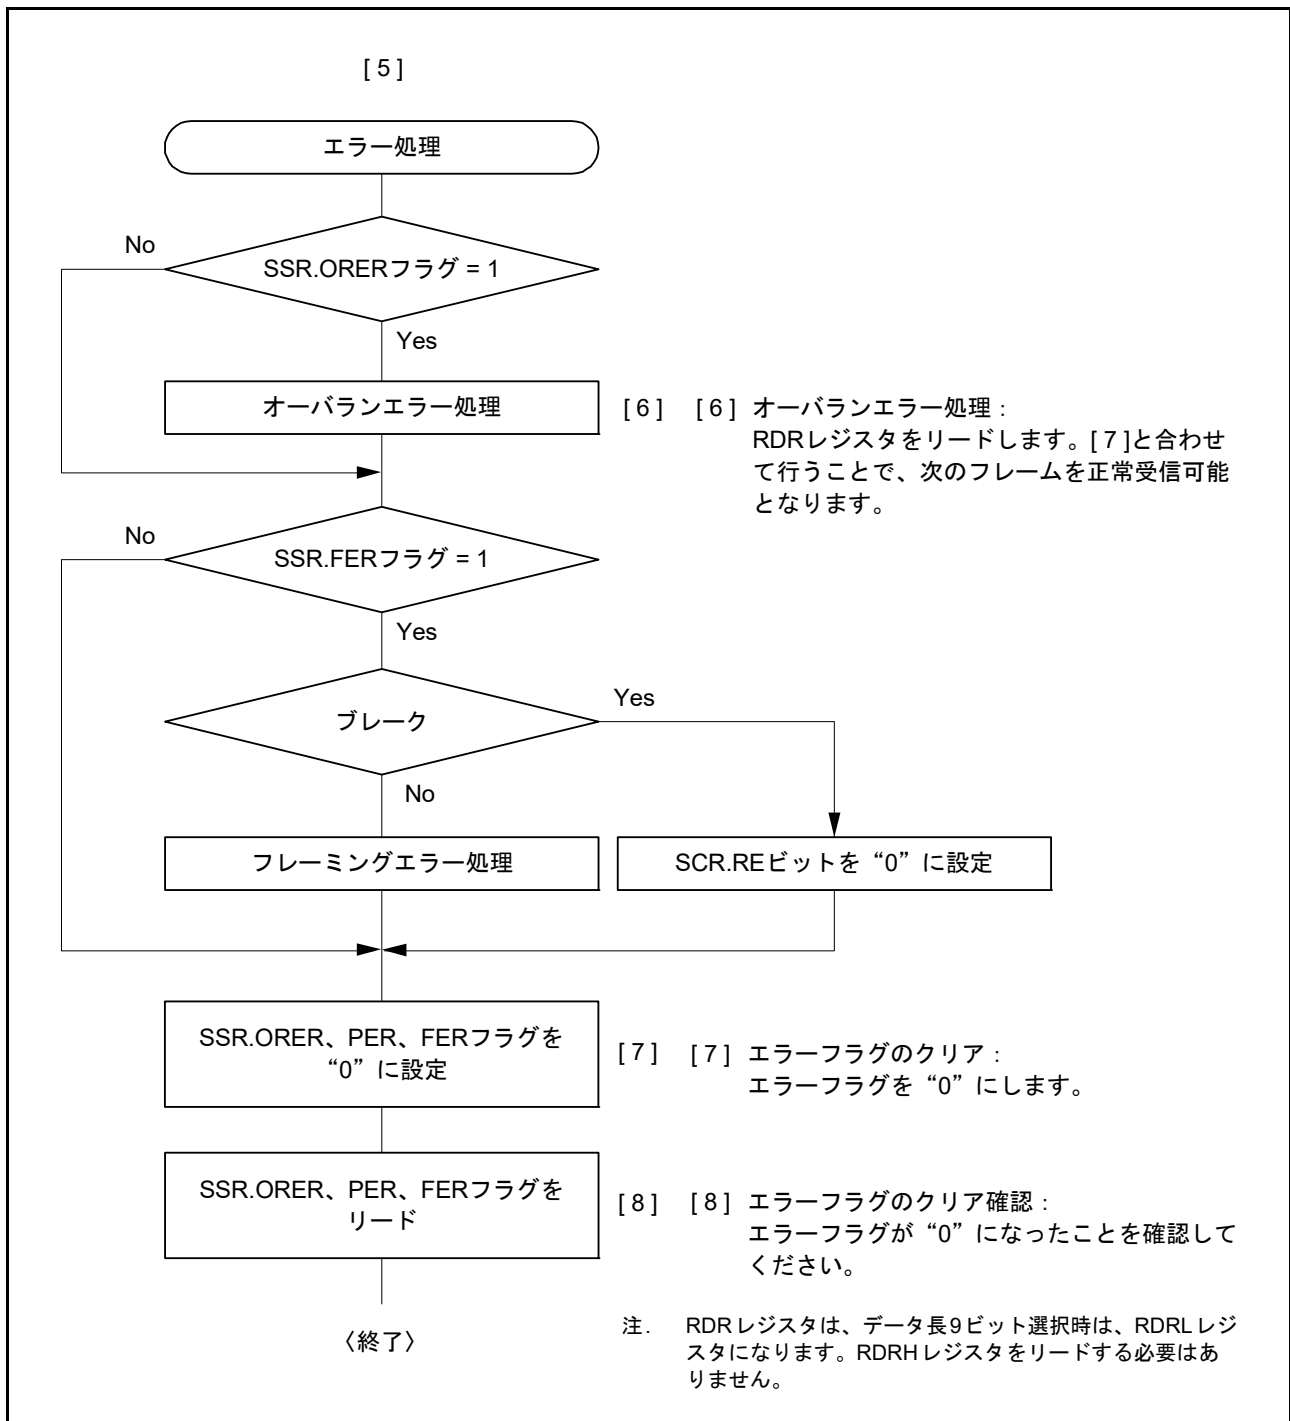 [ 5 ]
エラー処理
No
SSR.ORERフラグ = 1
Yes
オーバランエラー処理
[ 6 ]
[ 6 ] オーバランエラー処理：
RDRレジスタをリードします。[ 7 ]と合わせ
て行うことで、次のフレームを正常受信可能
となります。
No
SSR.FERフラグ = 1
Yes
ブレーク
Yes
No
フレーミングエラー処理
SCR.REビットを“0”に設定
SSR.ORER、PER、FERフラグを
“0”に設定
[ 7 ]
[ 7 ] エラーフラグのクリア：
エラーフラグを“0”にします。
SSR.ORER、PER、FERフラグを
リード
[ 8 ]
[ 8 ] エラーフラグのクリア確認：
エラーフラグが“0”になったことを確認して
ください。
〈終了〉
注. RDRレジスタは、データ長9ビット選択時は、RDRLレジ
スタになります。RDRHレジスタをリードする必要はあ
りません。